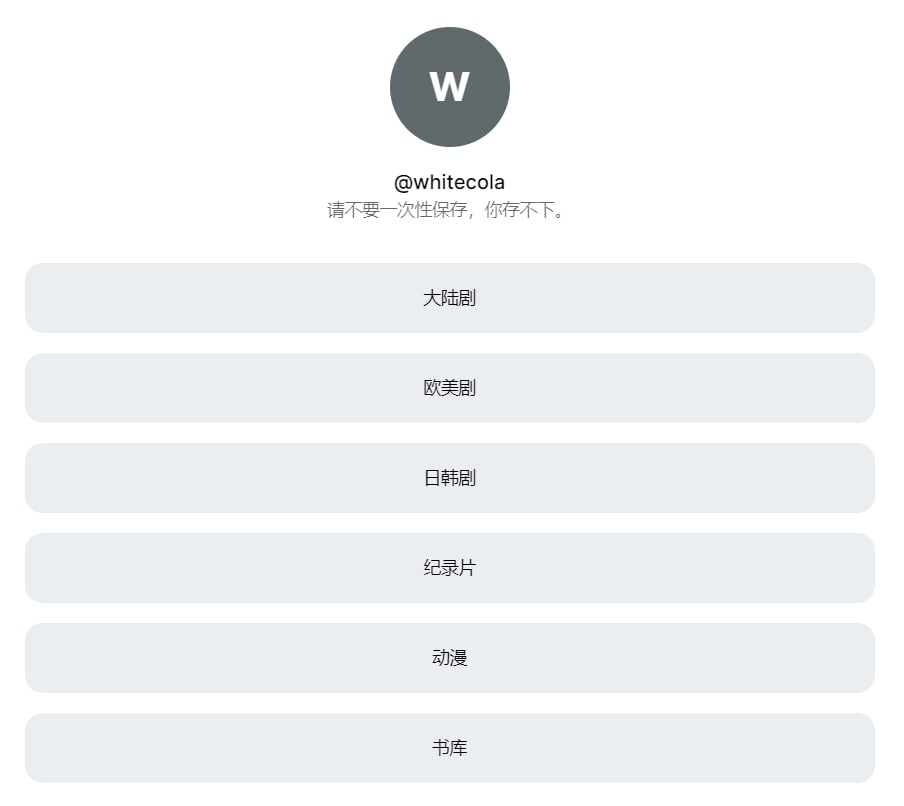 W
@whitecola
请不要一次性保存，你存不下。
大陆剧
欧美剧
日韩剧
纪录片
动漫
书库